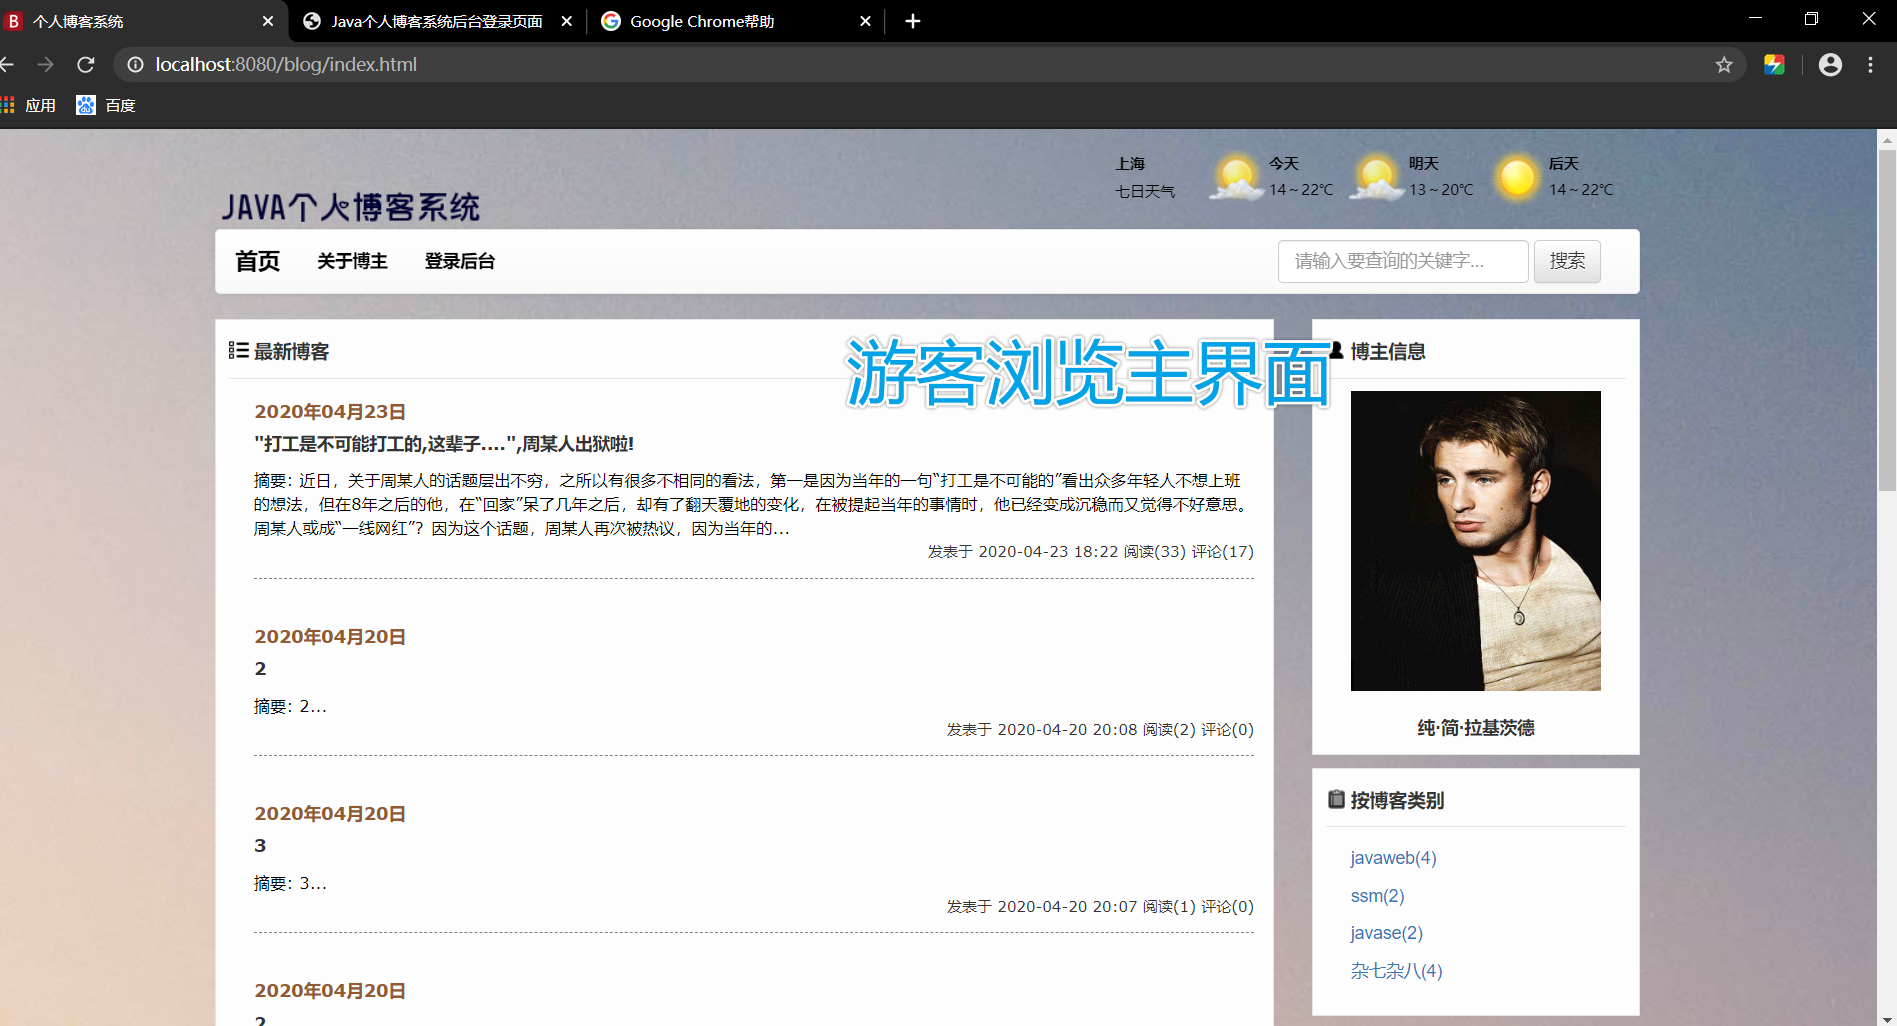 个人博客系统
Java个人博客系统后台登录页面
Google Chrome帮助
localhost:8080/blog/index.html
应用
百度
上海
七日天气
今天
14～22℃
明天
13～20℃
后天
14～22℃
JAVA个人博客系统
首页
关于博主
登录后台
请输入要查询的关键字...
搜索
最新博客
游客浏览主界面
2020年04月23日
"打工是不可能打工的,这辈子....",周某人出狱啦!
摘要: 近日，关于周某人的话题层出不穷，之所以有很多不相同的看法，第一是因为当年的一句“打工是不可能的”看出众多年轻人不想上班
的想法，但在8年之后的他，在“回家”呆了几年之后，却有了翻天覆地的变化，在被提起当年的事情时，他已经变成沉稳而又觉得不好意思。
周某人或成“一线网红”？因为这个话题，周某人再次被热议，因为当年的...
发表于 2020-04-23 18:22 阅读(33) 评论(17)
2020年04月20日
2
摘要: 2...
发表于 2020-04-20 20:08 阅读(2) 评论(0)
2020年04月20日
3
摘要: 3...
发表于 2020-04-20 20:07 阅读(1) 评论(0)
2020年04月20日
2
博主信息
纯·简·拉基茨德
按博客类别
javaweb(4)
ssm(2)
javase(2)
杂七杂八(4)